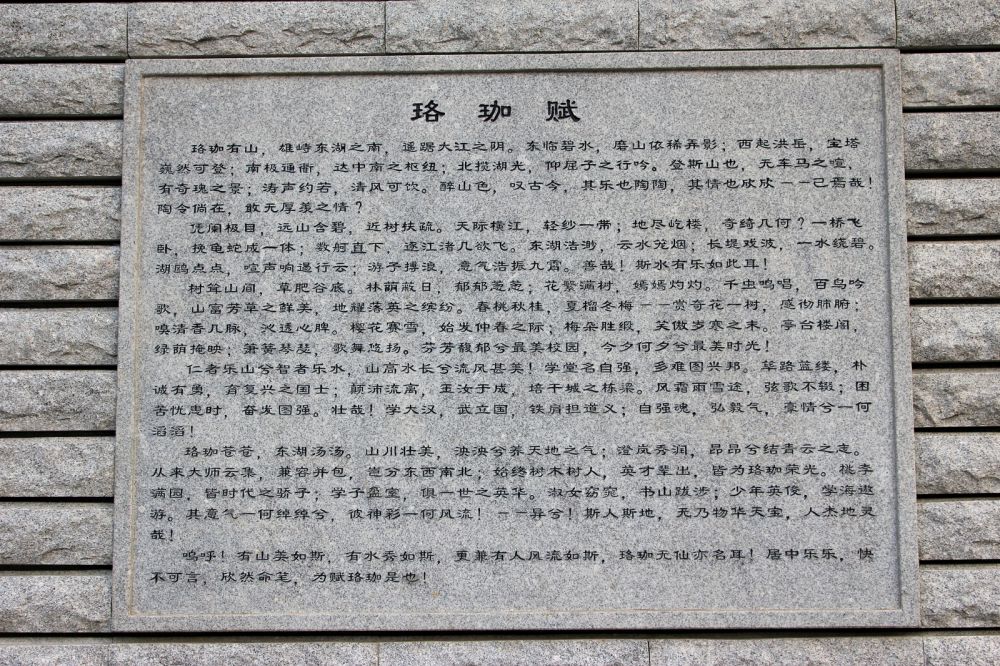 珞珈赋
珞珈有山，雄峙东湖之南，遥踞大江之阴。东临碧水，磨山依稀弄影；西起洪岳，宝塔
巍然可登；南极通衢，达中南之枢纽；北揽湖光，仰屈子之行吟。登斯山也，无车马之喧，
有奇瑰之景；涛声约若，清风可饮。醉山色，叹古今，其乐也陶陶，其情也欣欣——己焉哉！
陶令倘在，敢无厚羡之情？
凭阑极目，远山含碧，近树扶疏。天际横江，轻纱一带；地尽屹楼，奇绮几何？一桥飞
卧，挽龟蛇成一体；数舸直下，逐江渚几欲飞。东湖浩渺，云水兑烟；长堤戏波，一水绕碧。
湖鸥点点，喧声响遏行云；游子搏浪，意气浩振九霄。善哉！斯水有乐如此耳！
树耸山间，草肥谷底。林荫蔽日，郁郁葱葱；花繁满树，嫣嫣灼灼。千虫鸣唱，百鸟吟
歌，山富芳草之鲜美，地耀落英之缤纷。春桃秋桂，夏榴冬梅——赏奇花一树，感彻肺腑；
嗅清香几脉，沁透心脾。樱花赛雪，始发仲春之际；梅朵胜缎，笑傲岁寒之末。亭台楼阁，
绿荫掩映；箫簧琴瑟，歌舞悠扬。芬芳馥郁兮最美校园，今夕何夕兮最美时光！
仁者乐山兮智者乐水，山高水长兮流风甚美！学堂名自强，多难图兴邦。筚路蓝缕，朴
诚有勇，育复兴之国士；颠沛流离，玉汝于成，培干城之栋梁。风霜雨雪途，弦歌不辍；困
苦忧患时，奋发图强。壮哉！学大汉，武立国，铁肩担道义；自强魂，弘毅气，豪情兮一何
滔滔！
珞珈苍苍，东湖汤汤。山川壮美，泱泱兮养天地之气；澄岚秀润，昂昂兮结青云之志。
从来大师云集，兼容并包，岂分东西南北；始终树木树人，英才辈出，皆为珞珈荣光。桃李
满园，皆时代之骄子；学子盈室，俱一世之英华。淑女窈窕，书山跋涉；少年英俊，学海遨
游。其意气一何绰绰兮，彼神彩一何风流！——异兮！斯人斯地，无乃物华天宝，人杰地灵
哉！
呜呼！有山美如斯，有水秀如斯，更兼有人风流如斯，珞珈无仙亦名耳！居中乐乐，快
不可言，欣然命笔，为赋珞珈是也！